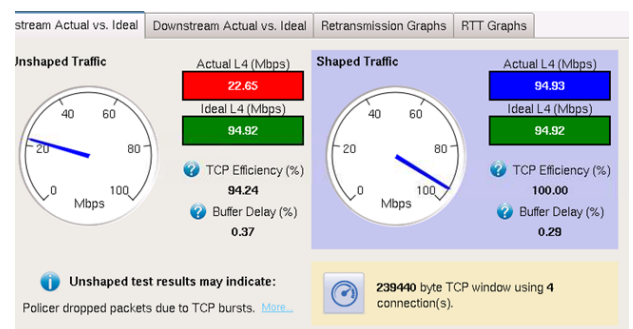 stream Actual vs. Ideal
Downstream Actual vs. Ideal
Retransmission Graphs
RTT Graphs
Unshaped Traffic
Actual L4 (Mbps)
22.65
Ideal L4 (Mbps)
94.92
0
20
40
60
80
100
Mbps
? TCP Efficiency (%)
94.24
? Buffer Delay (%)
0.37
Shaped Traffic
Actual L4 (Mbps)
94.93
Ideal L4 (Mbps)
94.92
0
20
40
60
80
100
Mbps
? TCP Efficiency (%)
100.00
? Buffer Delay (%)
0.29
i Unshaped test results may indicate:
Policer dropped packets due to TCP bursts. More...
239440 byte TCP window using 4
connection(s).